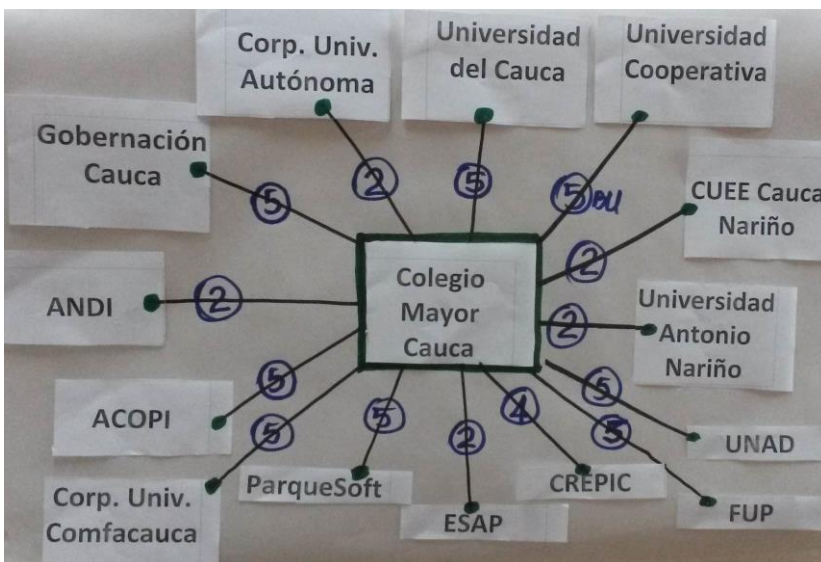 Corp. Univ.
Autónoma
Universidad
del Cauca
Universidad
Cooperativa
Gobernación
Cauca
5
2
5
5
CUEE Cauca
Nariño
2
ANDI
2
Colegio
Mayor
Cauca
2
Universidad
Antonio
Nariño
ACOPI
5
5
Corp. Univ.
Comfacauca
5
ParqueSoft
2
ESAP
4
CREPIC
5
UNAD
5
FUP